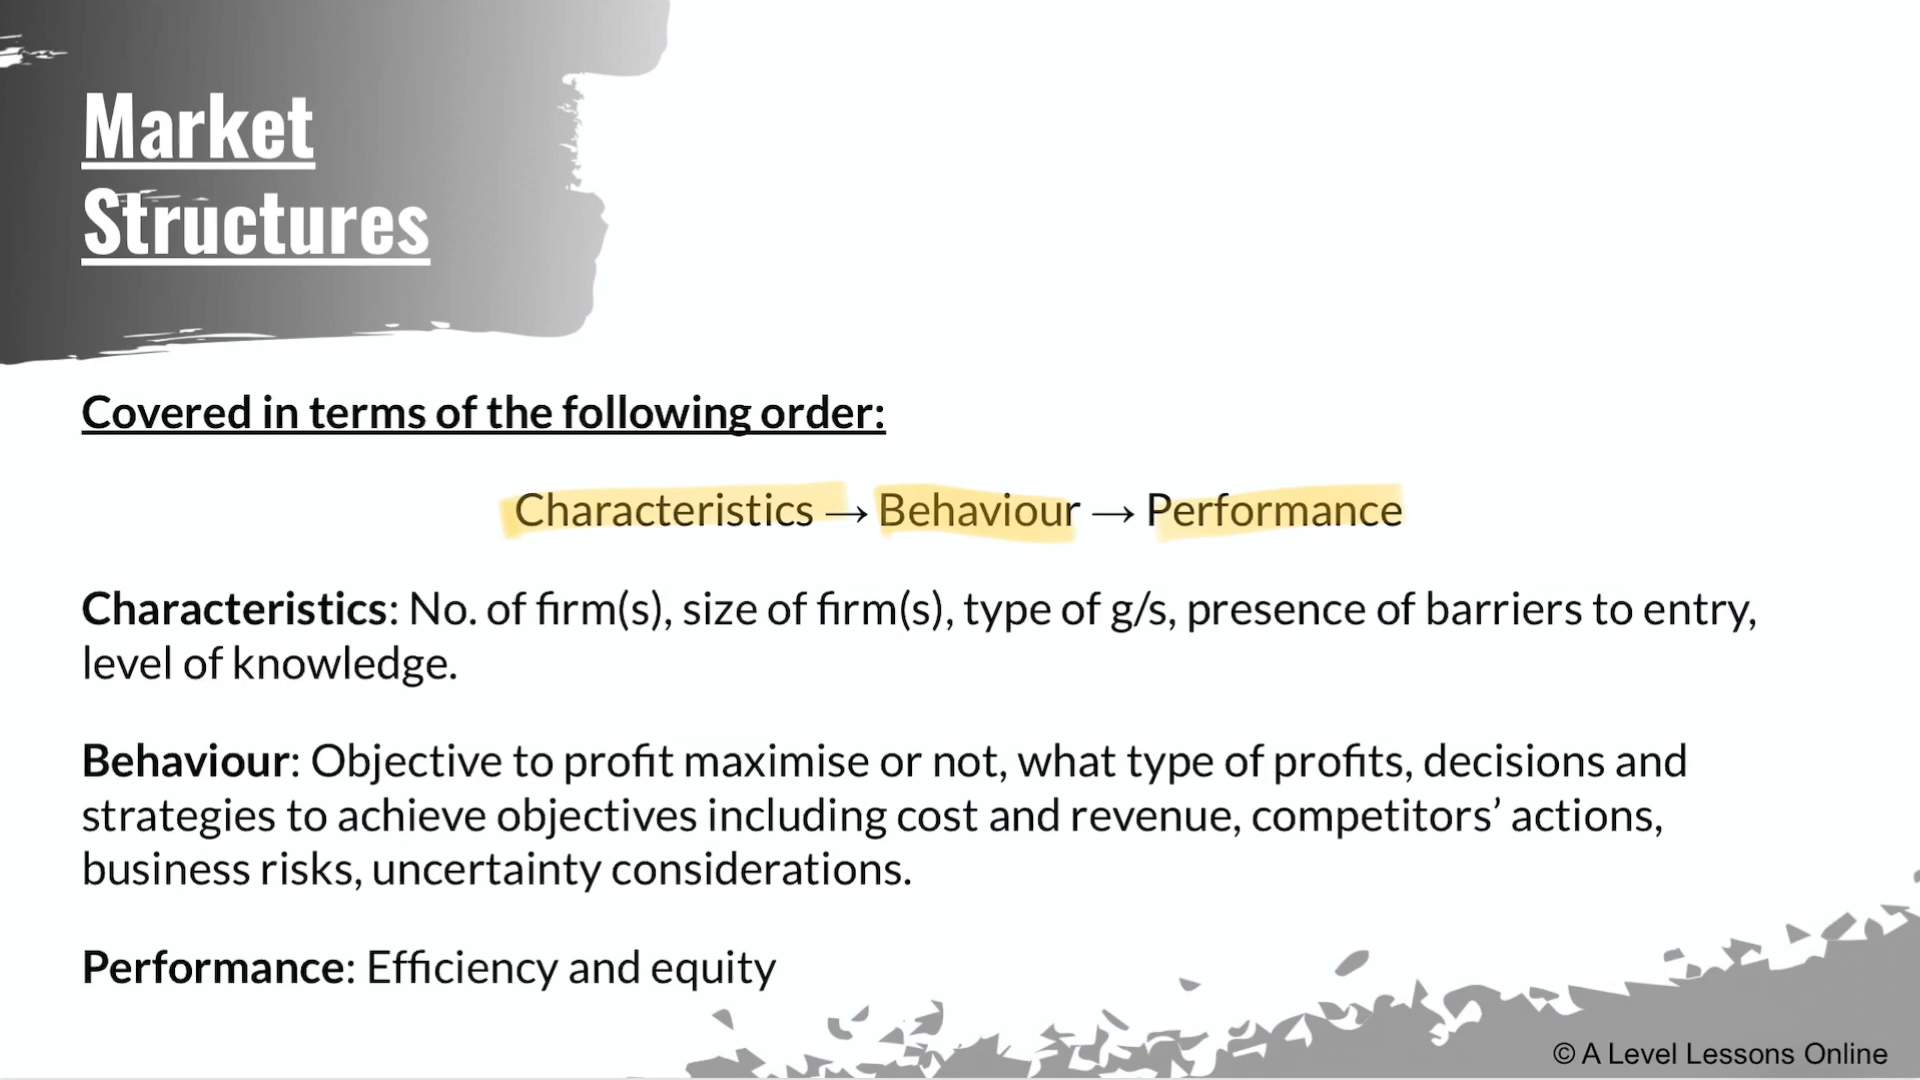 Market
Structures
Covered in terms of the following order:
Characteristics → Behaviour → Performance
Characteristics: No. of firm(s), size of firm(s), type of g/s, presence of barriers to entry,
level of knowledge.
Behaviour: Objective to profit maximise or not, what type of profits, decisions and
strategies to achieve objectives including cost and revenue, competitors’ actions,
business risks, uncertainty considerations.
Performance: Efficiency and equity
© A Level Lessons Online